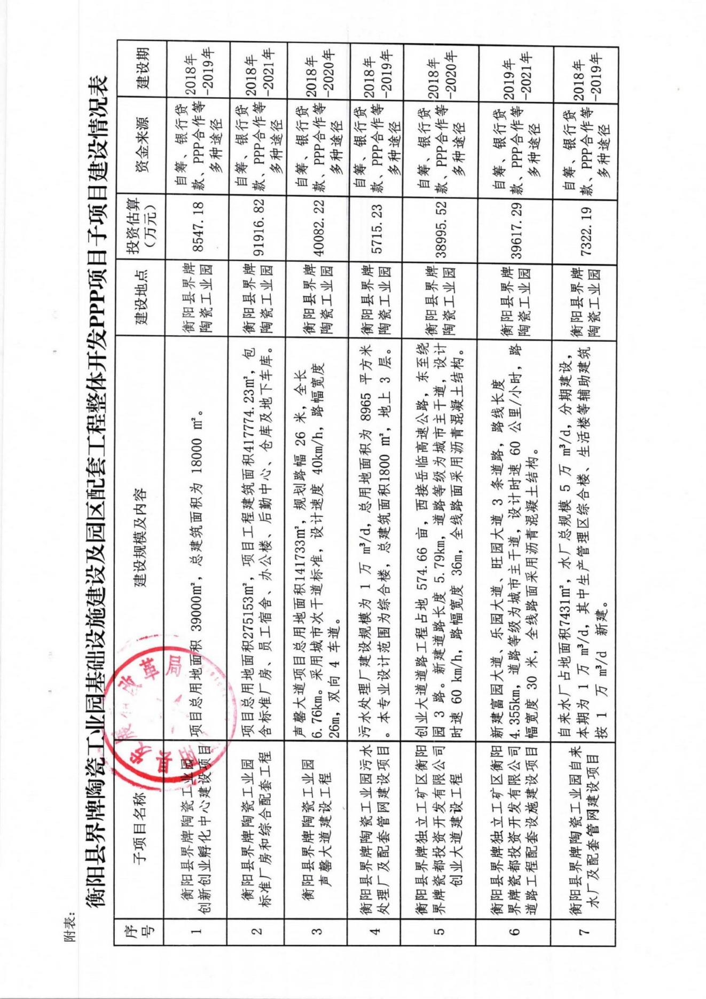 附表:
衡阳县界牌陶瓷工业园基础设施建设及园区配套工程整体开发PPP项目子项目建设情况表
序号 子项目名称 建设规模及内容 建设地点 投资估算（万元） 资金来源 建设期
1
衡阳县界牌陶瓷工业园
创新创业孵化中心建设项目
项目总用地面积 39000m²，总建筑面积为 18000 m²。
衡阳县界牌
陶瓷工业园
8547.18
自筹、银行贷
款、PPP合作等
多种途径
2018年
-2019年
2
衡阳县界牌陶瓷工业园
标准厂房和综合配套工程
项目总用地面积275153m²，项目工程建筑面积417774.23m²，包
含标准厂房、员工宿舍、办公楼、后勤中心、仓库及地下车库。
衡阳县界牌
陶瓷工业园
91916.82
自筹、银行贷
款、PPP合作等
多种途径
2018年
-2021年
3
衡阳县界牌陶瓷工业园
声馨大道建设工程
声馨大道项目总用地面积141733m²，规划路幅 26 米，全长
6.76km。采用城市次干道标准，设计速度 40km/h，路幅宽度
26m，双向 4 车道。
衡阳县界牌
陶瓷工业园
40082.22
自筹、银行贷
款、PPP合作等
多种途径
2018年
-2020年
4
衡阳县界牌陶瓷工业园污水
处理厂及配套管网建设项目
污水处理厂建设规模为 1 万 m³/d，总用地面积为 8965 平方米
。本专业设计范围为综合楼，总建筑面积1800 m²，地上 3 层。
衡阳县界牌
陶瓷工业园
5715.23
自筹、银行贷
款、PPP合作等
多种途径
2018年
-2019年
5
衡阳县界牌独立工矿区衡阳
界牌瓷都投资开发有限公司
创业大道建设工程
创业大道道路工程占地 574.66 亩，西接岳临高速公路，东至绕
园 3 路。新建道路长度 5.79km，道路等级为城市主干道，设计
时速 60 km/h，路幅宽度 36m，全线路面采用沥青混凝土结构。
衡阳县界牌
陶瓷工业园
38995.52
自筹、银行贷
款、PPP合作等
多种途径
2018年
-2020年
6
衡阳县界牌独立工矿区衡阳
界牌瓷都投资开发有限公司
道路工程配套设施建设项目
新建富园大道、乐园大道、旺园大道 3 条道路，路线长度
4.355km，道路等级为城市主干道，设计时速 60 公里/小时，路
幅宽度 30 米，全线路面采用沥青混凝土结构。
衡阳县界牌
陶瓷工业园
39617.29
自筹、银行贷
款、PPP合作等
多种途径
2019年
-2021年
7
衡阳县界牌陶瓷工业园自来
水厂及配套管网建设项目
自来水厂占地面积7431m²，水厂总规模 5 万 m³/d，分期建设，
本期为 1 万 m³/d，其中生产管理区综合楼、生活楼等辅助建筑
按 1 万 m³/d 新建。
衡阳县界牌
陶瓷工业园
7322.19
自筹、银行贷
款、PPP合作等
多种途径
2018年
-2019年